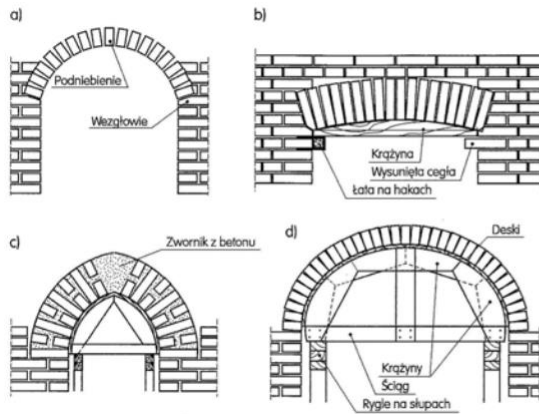 a)
Podniebienie
Wezgłowie
b)
Krążyna
Wysunięta cegła
Łata na hakach
c)
Zwornik z betonu
d)
Deski
Krążyny
Ściąg
Rygle na słupach